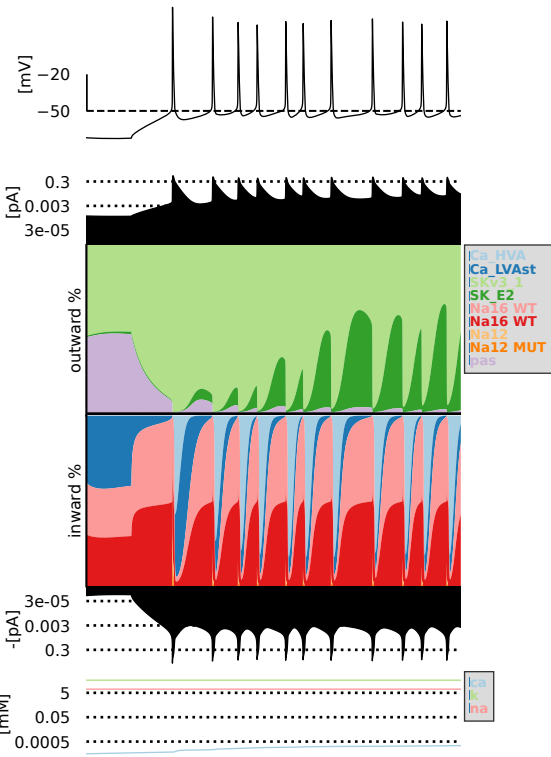 [mV]
−20
−50
[pA]
0.3
0.003
3e-05
outward %
Ca_HVA
Ca_LVAst
SKv3_1
SK_E2
Na16 WT
Na16 WT
Na12
Na12 MUT
pas
inward %
-[pA]
3e-05
0.003
0.3
[mM]
5
0.05
0.0005
ca
k
na